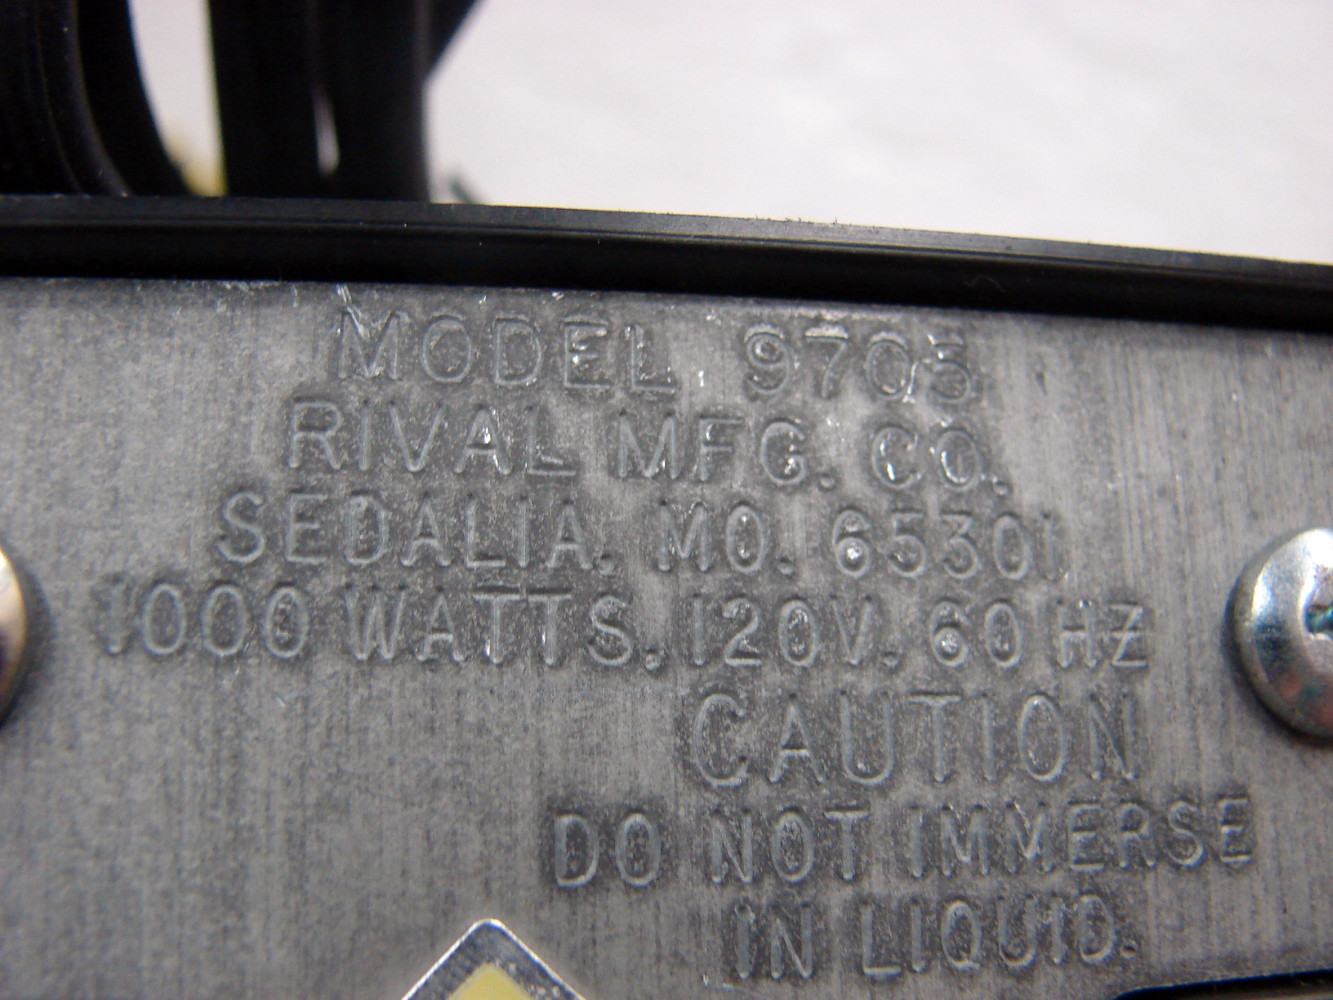 MODEL 9705
RIVAL MFG. CO.
SEDALIA, MO. 65301
1000 WATTS, 120V. 60 HZ
CAUTION
DO NOT IMMERSE
IN LIQUID.